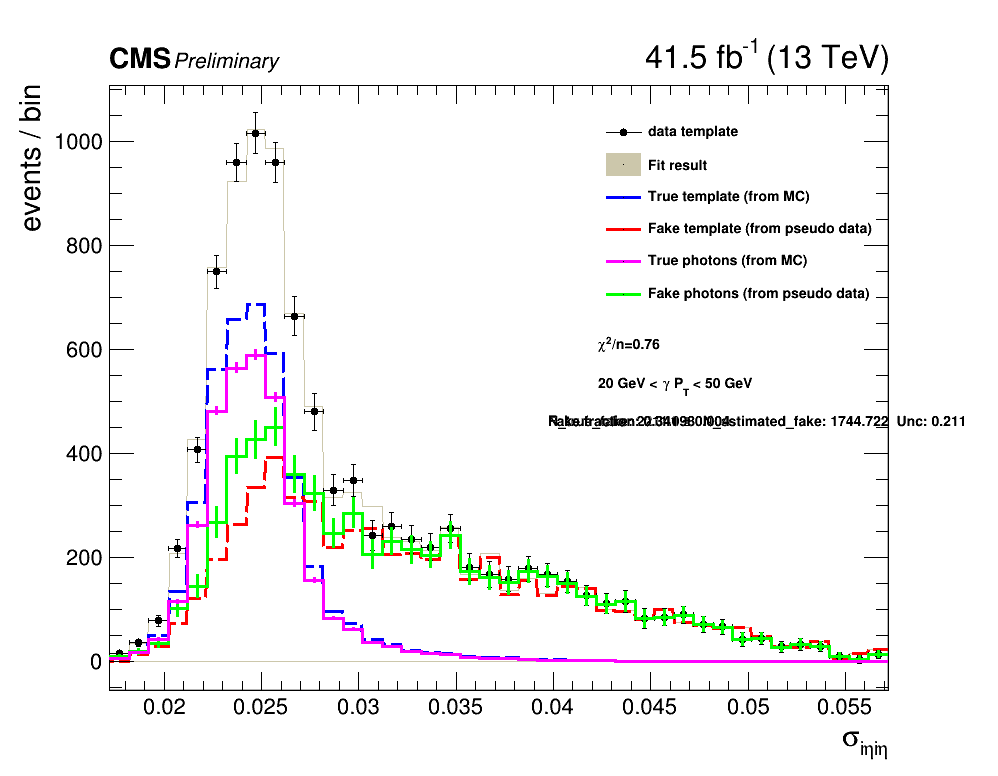 CMS Preliminary 41.5 fb⁻¹ (13 TeV)
events / bin
data template
Fit result
True template (from MC)
Fake template (from pseudo data)
True photons (from MC)
Fake photons (from pseudo data)
χ²/n=0.76
20 GeV < γ P_T < 50 GeV
estimated_fake: 1744.722 Unc: 0.211
1000
800
600
400
200
0
0.02 0.025 0.03 0.035 0.04 0.045 0.05 0.055
σ_iηiη